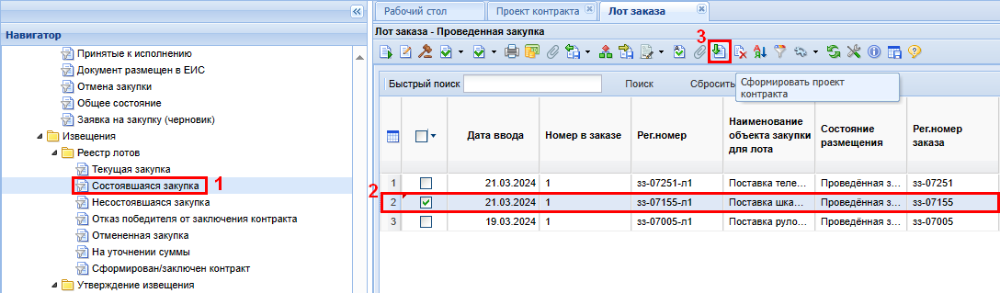 Навигатор
Принятые к исполнению
Документ размещен в ЕИС
Отмена закупки
Общее состояние
Заявка на закупку (черновик)
Извещения
Реестр лотов
Текущая закупка
Состоявшаяся закупка
1
Несостоявшаяся закупка
Отказ победителя от заключения контракта
Отмененная закупка
На уточнении суммы
Сформирован/заключен контракт
Утверждение извещения
Рабочий стол
Проект контракта
Лот заказа
Лот заказа - Проведенная закупка
3
Быстрый поиск
Поиск
Сбросить
Сформировать проект
контракта
Дата ввода
Номер в заказе
Рег.номер
Наименование
объекта закупки
для лота
Состояние
размещения
Рег.номер
заказа
1 21.03.2024 1 зз-07251-л1 Поставка теле... Проведённая з... зз-07251
2
2 21.03.2024 1 зз-07155-л1 Поставка шка... Проведённая з... зз-07155
3 19.03.2024 1 зз-07005-л1 Поставка руло... Проведённая з... зз-07005